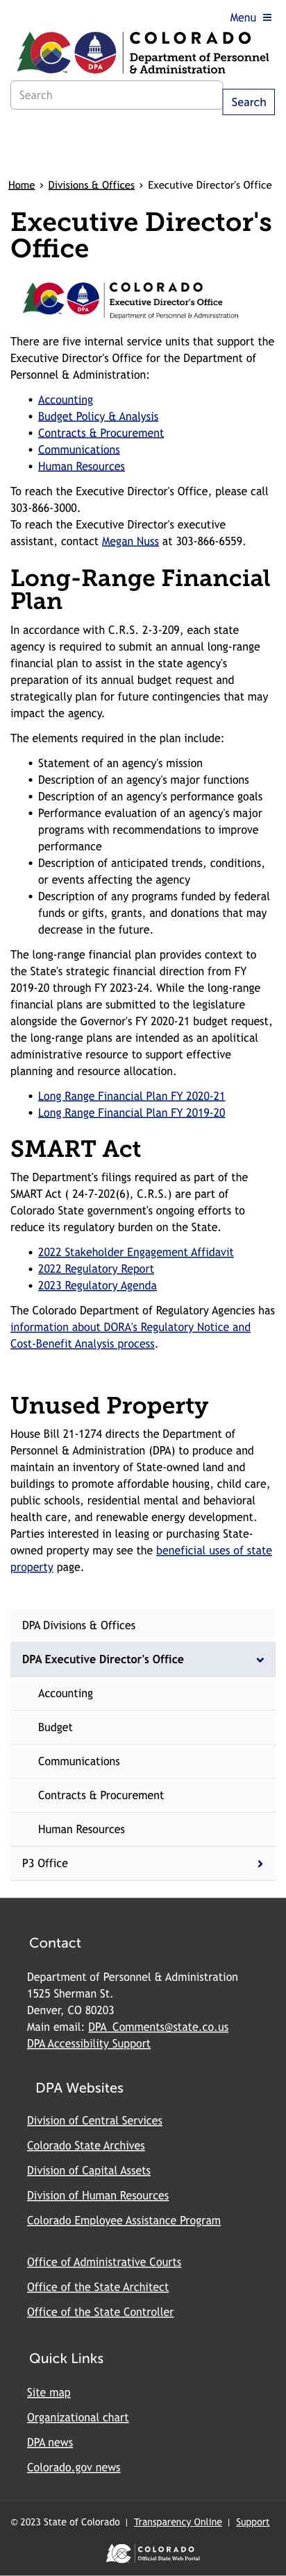 Menu
COLORADO
Department of Personnel
& Administration
DPA
Search
Search
Home › Divisions & Offices › Executive Director's Office
Executive Director's
Office
COLORADO
Executive Director's Office
Department of Personnel & Administration
DPA
There are five internal service units that support the
Executive Director's Office for the Department of
Personnel & Administration:
• Accounting
• Budget Policy & Analysis
• Contracts & Procurement
• Communications
• Human Resources
To reach the Executive Director's Office, please call
303-866-3000.
To reach the Executive Director's executive
assistant, contact Megan Nuss at 303-866-6559.
Long-Range Financial
Plan
In accordance with C.R.S. 2-3-209, each state
agency is required to submit an annual long-range
financial plan to assist in the state agency's
preparation of its annual budget request and
strategically plan for future contingencies that may
impact the agency.
The elements required in the plan include:
• Statement of an agency's mission
• Description of an agency's major functions
• Description of an agency's performance goals
• Performance evaluation of an agency's major
programs with recommendations to improve
performance
• Description of anticipated trends, conditions,
or events affecting the agency
• Description of any programs funded by federal
funds or gifts, grants, and donations that may
decrease in the future.
The long-range financial plan provides context to
the State's strategic financial direction from FY
2019-20 through FY 2023-24. While the long-range
financial plans are submitted to the legislature
alongside the Governor's FY 2020-21 budget request,
the long-range plans are intended as an apolitical
administrative resource to support effective
planning and resource allocation.
• Long Range Financial Plan FY 2020-21
• Long Range Financial Plan FY 2019-20
SMART Act
The Department's filings required as part of the
SMART Act ( 24-7-202(6), C.R.S.) are part of
Colorado State government's ongoing efforts to
reduce its regulatory burden on the State.
• 2022 Stakeholder Engagement Affidavit
• 2022 Regulatory Report
• 2023 Regulatory Agenda
The Colorado Department of Regulatory Agencies has
information about DORA's Regulatory Notice and
Cost-Benefit Analysis process.
Unused Property
House Bill 21-1274 directs the Department of
Personnel & Administration (DPA) to produce and
maintain an inventory of State-owned land and
buildings to promote affordable housing, child care,
public schools, residential mental and behavioral
health care, and renewable energy development.
Parties interested in leasing or purchasing State-
owned property may see the beneficial uses of state
property page.
DPA Divisions & Offices
DPA Executive Director's Office
Accounting
Budget
Communications
Contracts & Procurement
Human Resources
P3 Office
Contact
Department of Personnel & Administration
1525 Sherman St.
Denver, CO 80203
Main email: DPA_Comments@state.co.us
DPA Accessibility Support
DPA Websites
Division of Central Services
Colorado State Archives
Division of Capital Assets
Division of Human Resources
Colorado Employee Assistance Program
Office of Administrative Courts
Office of the State Architect
Office of the State Controller
Quick Links
Site map
Organizational chart
DPA news
Colorado.gov news
© 2023 State of Colorado | Transparency Online | Support
COLORADO
Official State Web Portal